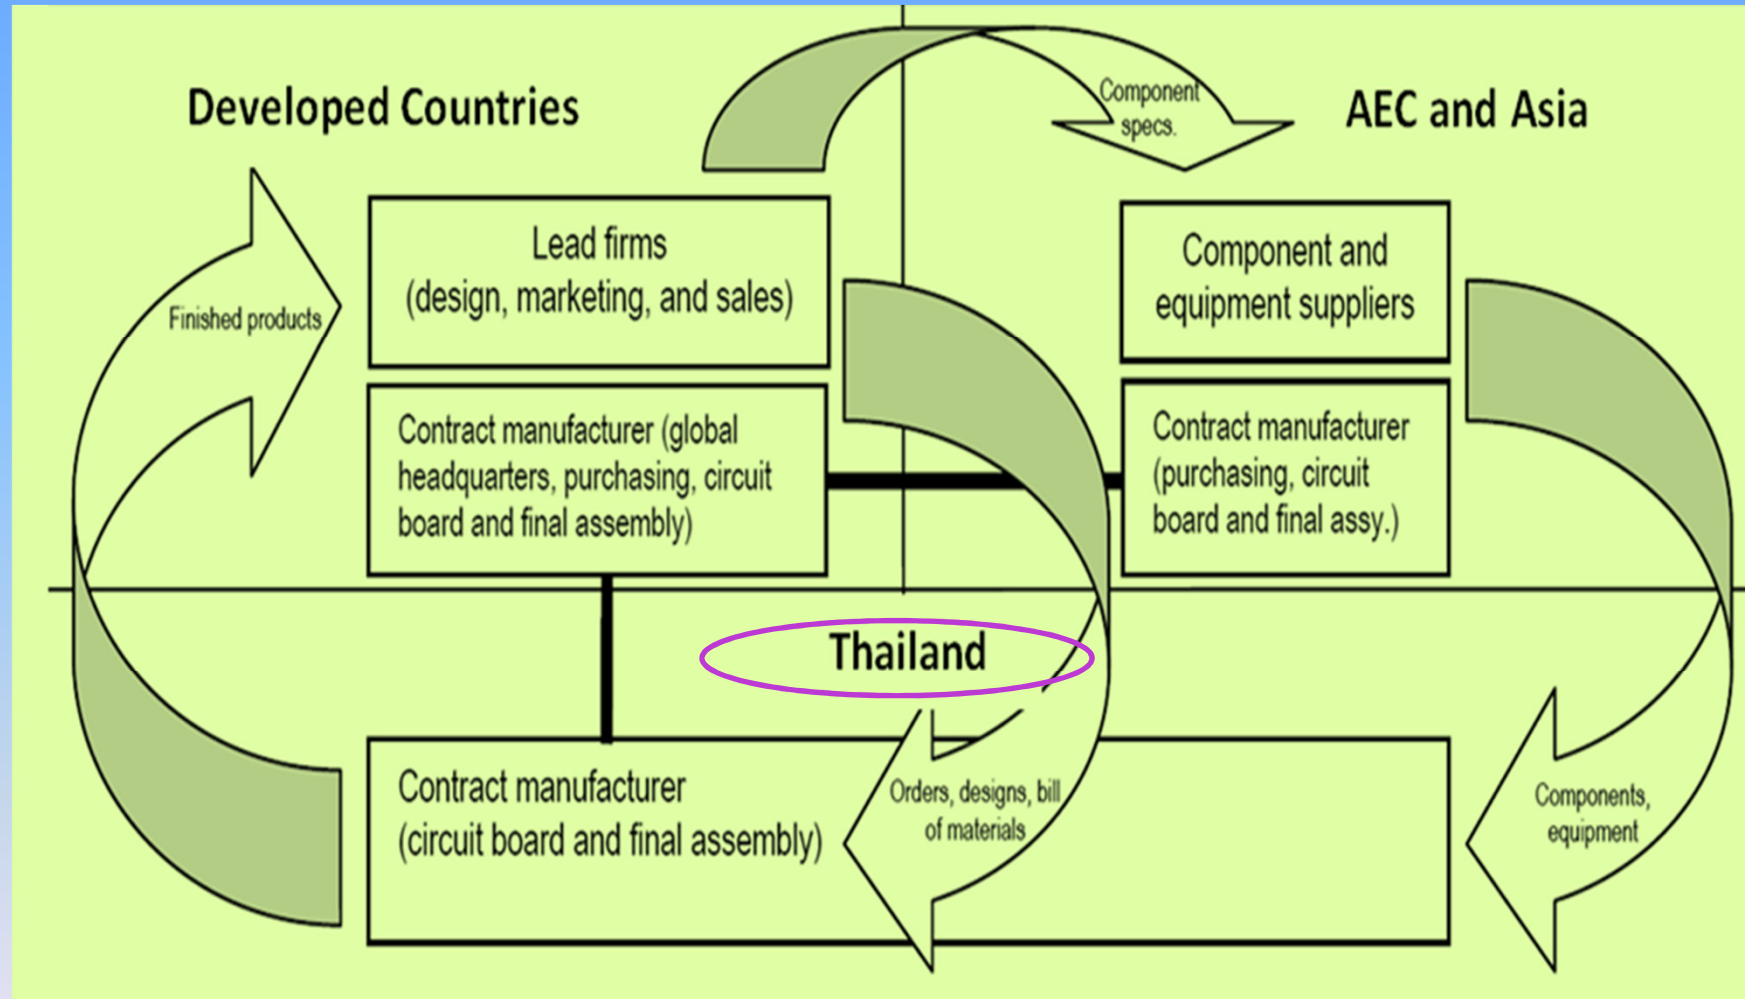 Developed Countries
Component
specs.
AEC and Asia
Lead firms
(design, marketing, and sales)
Component and
equipment suppliers
Finished products
Contract manufacturer (global
headquarters, purchasing, circuit
board and final assembly)
Contract manufacturer
(purchasing, circuit
board and final assy.)
Thailand
Contract manufacturer
(circuit board and final assembly)
Orders, designs, bill
of materials
Components,
equipment